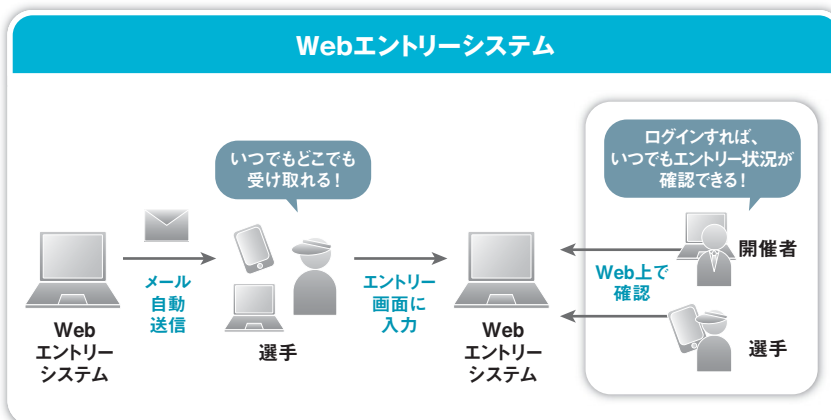 Webエントリーシステム
いつでもどこでも
受け取れる！
ログインすれば、
いつでもエントリー状況が
確認できる！
メール
自動
送信
Web
エントリー
システム
選手
エントリー
画面に
入力
Web
エントリー
システム
Web上で
確認
開催者
選手